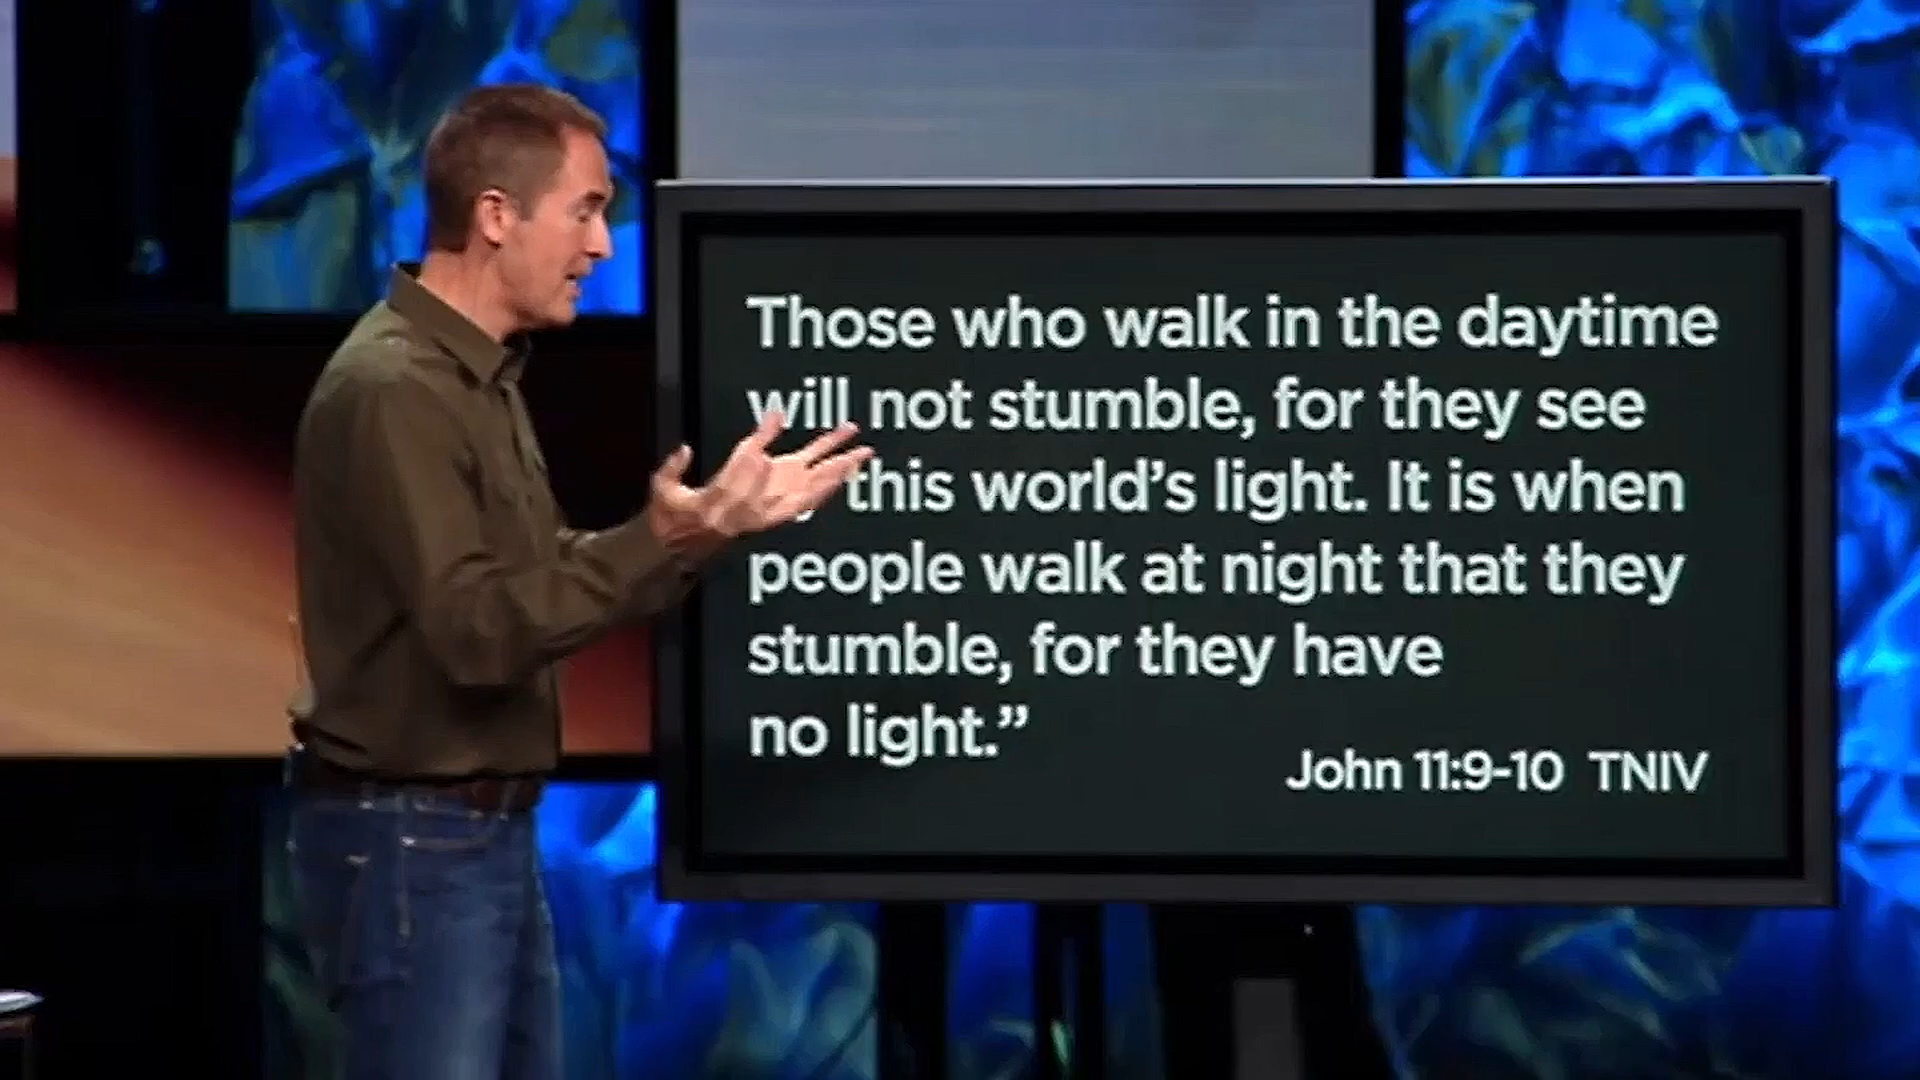 Those who walk in the daytime
will not stumble, for they see
this world's light. It is when
people walk at night that they
stumble, for they have
no light.”
John 11:9-10 TNIV